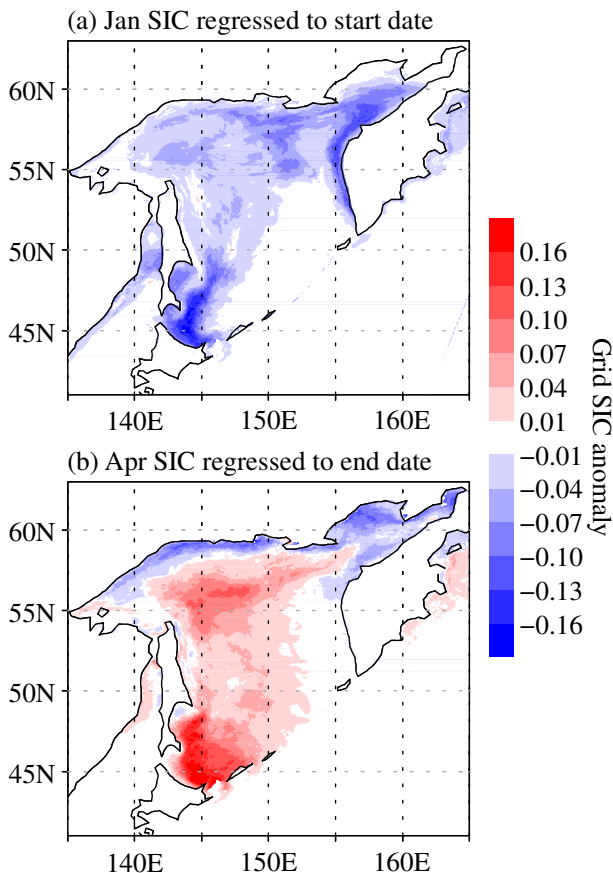 (a) Jan SIC regressed to start date
60N
55N
50N
45N
140E 150E 160E
(b) Apr SIC regressed to end date
60N
55N
50N
45N
140E 150E 160E
0.16
0.13
0.10
0.07
0.04
0.01
−0.01
−0.04
−0.07
−0.10
−0.13
−0.16
Grid SIC anomaly